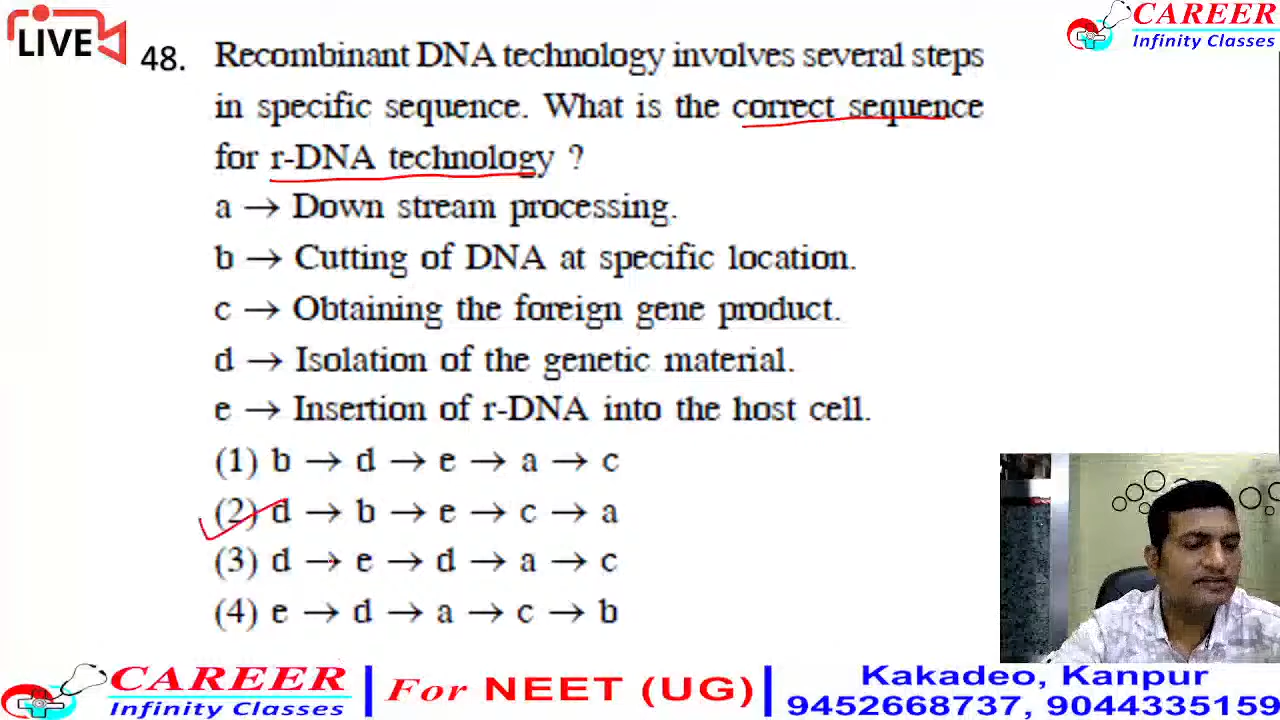 LIVE
CAREER
Infinity Classes
48. Recombinant DNA technology involves several steps
in specific sequence. What is the correct sequence
for r-DNA technology ?
a → Down stream processing.
b → Cutting of DNA at specific location.
c → Obtaining the foreign gene product.
d → Isolation of the genetic material.
e → Insertion of r-DNA into the host cell.
(1) b → d → e → a → c
(2) d → b → e → c → a
(3) d → e → d → a → c
(4) e → d → a → c → b
CAREER
Infinity Classes
For NEET (UG)
Kakadeo, Kanpur
9452668737, 9044335159